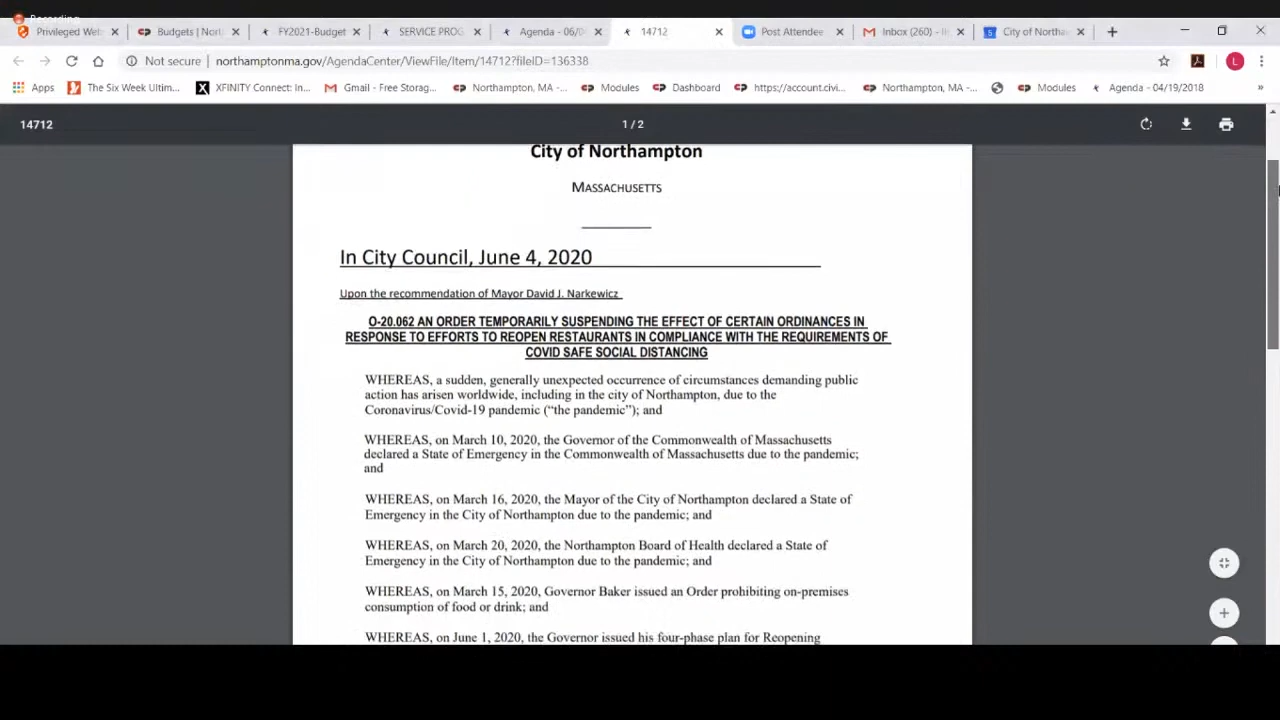 Recording
Privileged Wel
Budgets | Nort
FY2021-Budget
SERVICE PROG
Agenda - 06/0
14712
Post Attendee
Inbox (260) - l
City of Northa
Not secure northamptonma.gov/AgendaCenter/ViewFile/Item/14712?fileID=136338
L
Apps
The Six Week Ultim...
XFINITY Connect: In...
Gmail - Free Storag...
Northampton, MA -...
Modules
Dashboard
https://account.civi...
Northampton, MA -...
Modules
Agenda - 04/19/2018
»
14712
1 / 2
City of Northampton
MASSACHUSETTS
In City Council, June 4, 2020
Upon the recommendation of Mayor David J. Narkewicz
O-20.062 AN ORDER TEMPORARILY SUSPENDING THE EFFECT OF CERTAIN ORDINANCES IN
RESPONSE TO EFFORTS TO REOPEN RESTAURANTS IN COMPLIANCE WITH THE REQUIREMENTS OF
COVID SAFE SOCIAL DISTANCING
WHEREAS, a sudden, generally unexpected occurrence of circumstances demanding public
action has arisen worldwide, including in the city of Northampton, due to the
Coronavirus/Covid-19 pandemic (“the pandemic”); and
WHEREAS, on March 10, 2020, the Governor of the Commonwealth of Massachusetts
declared a State of Emergency in the Commonwealth of Massachusetts due to the pandemic;
and
WHEREAS, on March 16, 2020, the Mayor of the City of Northampton declared a State of
Emergency in the City of Northampton due to the pandemic; and
WHEREAS, on March 20, 2020, the Northampton Board of Health declared a State of
Emergency in the City of Northampton due to the pandemic; and
WHEREAS, on March 15, 2020, Governor Baker issued an Order prohibiting on-premises
consumption of food or drink; and
WHEREAS, on June 1, 2020, the Governor issued his four-phase plan for Reopening